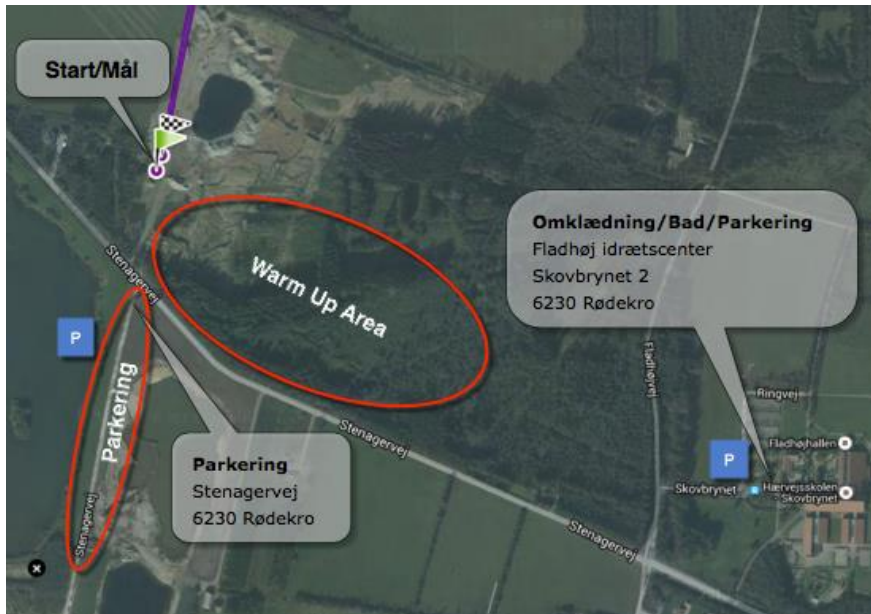 Start/Mål
Omklædning/Bad/Parkering
Fladhøj idrætscenter
Skovbrynet 2
6230 Rødekro
Stenagervej
Warm Up Area
P
Parkering
Fladhøjvej
Ringvej
Stenagervej
Fladhøjhallen
P
Parkering
Stenagervej
6230 Rødekro
Skovbrynet
Hærvejsskolen
- Skovbrynet
Stenagervej
Stenagervej